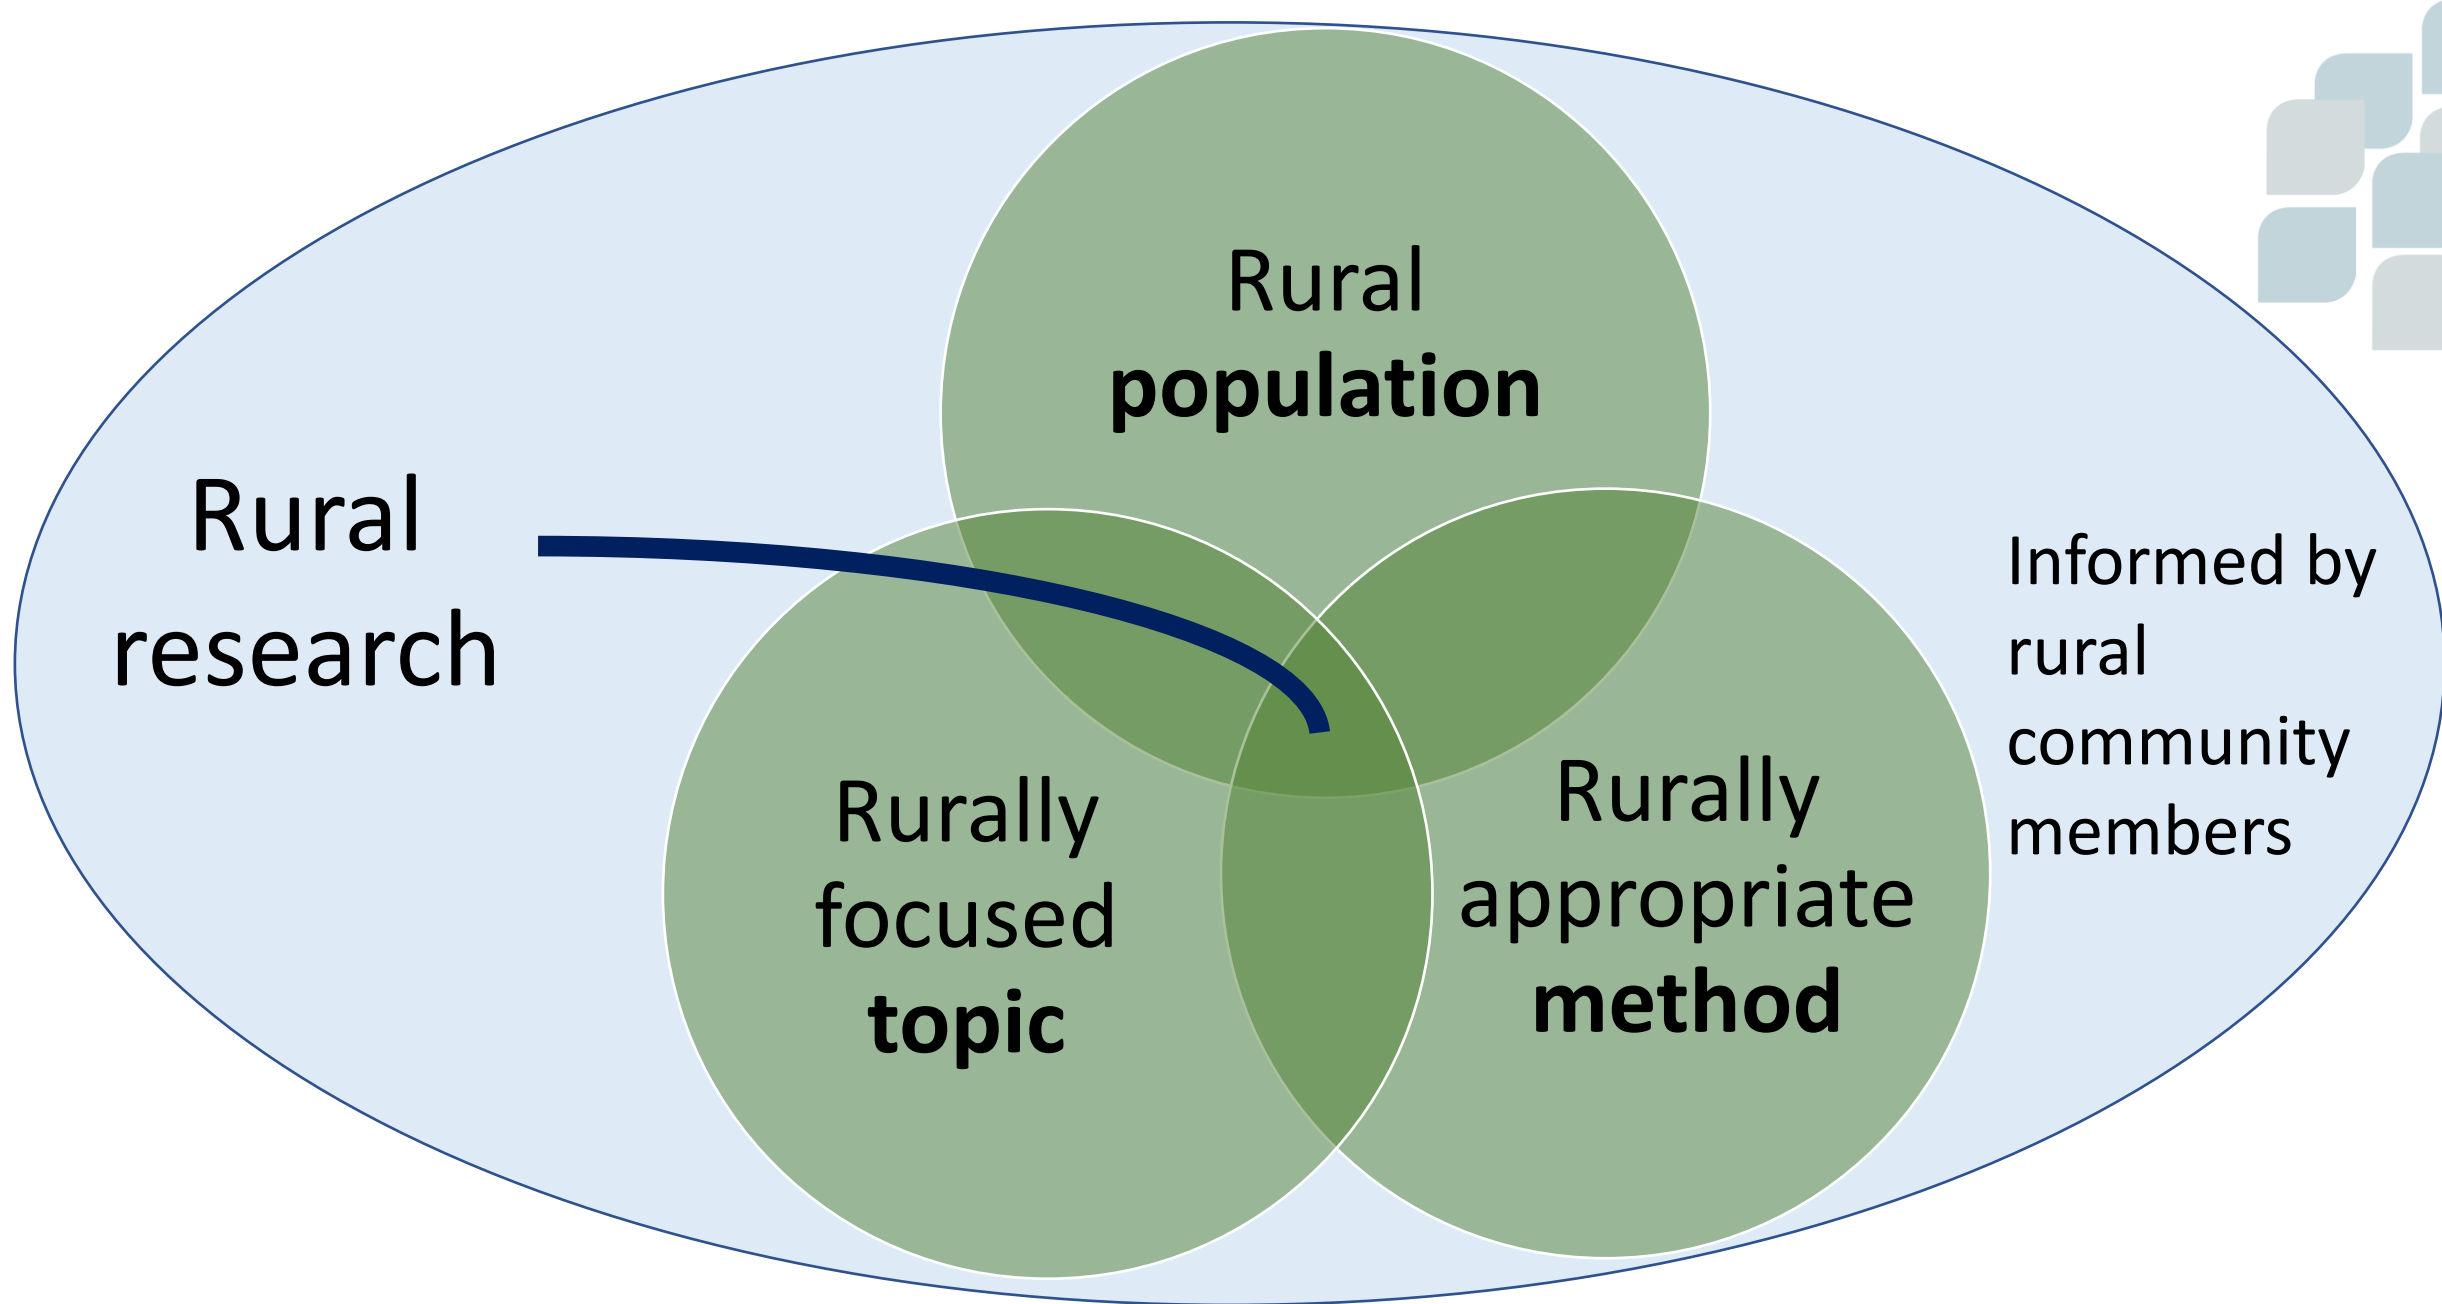 Rural
population
Rural
research
Informed by
rural
community
members
Rurally
focused
topic
Rurally
appropriate
method